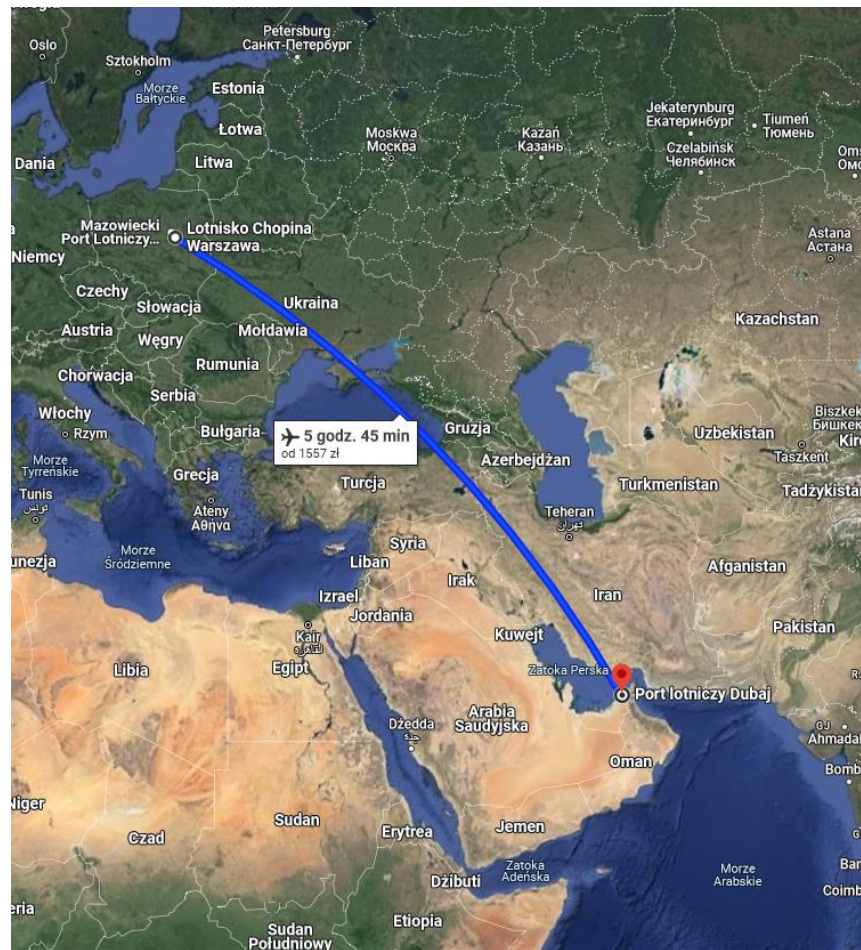 Oslo
Petersburg
Санкт-Петербург
Sztokholm
Morze
Bałtyckie
Estonia
Łotwa
Jekaterynburg
Екатеринбург
Tiumeń
Тюмень
Moskwa
Москва
Kazań
Казань
Czelabińsk
Челябинск
Dania
Litwa
Mazowiecki
Port Lotniczy...
Lotnisko Chopina
Warszawa
Niemcy
Astana
Астана
Czechy
Słowacja
Ukraina
Kazachstan
Austria
Węgry
Mołdawia
Chorwacja
Rumunia
Serbia
Włochy
Rzym
Bułgaria
5 godz. 45 min
od 1557 zł
Gruzja
Uzbekistan
Biszkek
Бишкек
Morze
Tyrreńskie
Grecja
Azerbejdżan
Taszkent
Turcja
Turkmenistan
Tadżykistan
Tunis
تونس
Ateny
Αθήνα
Teheran
تهران
Morze
Śródziemne
Syria
Liban
Afganistan
Izrael
Irak
Iran
Jordania
Kuwejt
Pakistan
Kair
القاهرة
Libia
Egipt
Zatoka Perska
Port lotniczy Dubaj
Arabia
Saudyjska
Dżedda
جدة
GJ
Oman
Niger
Sudan
Czad
Erytrea
Jemen
Zatoka
Adeńska
Dżibuti
Morze
Arabskie
Etiopia
Sudan
Południowy